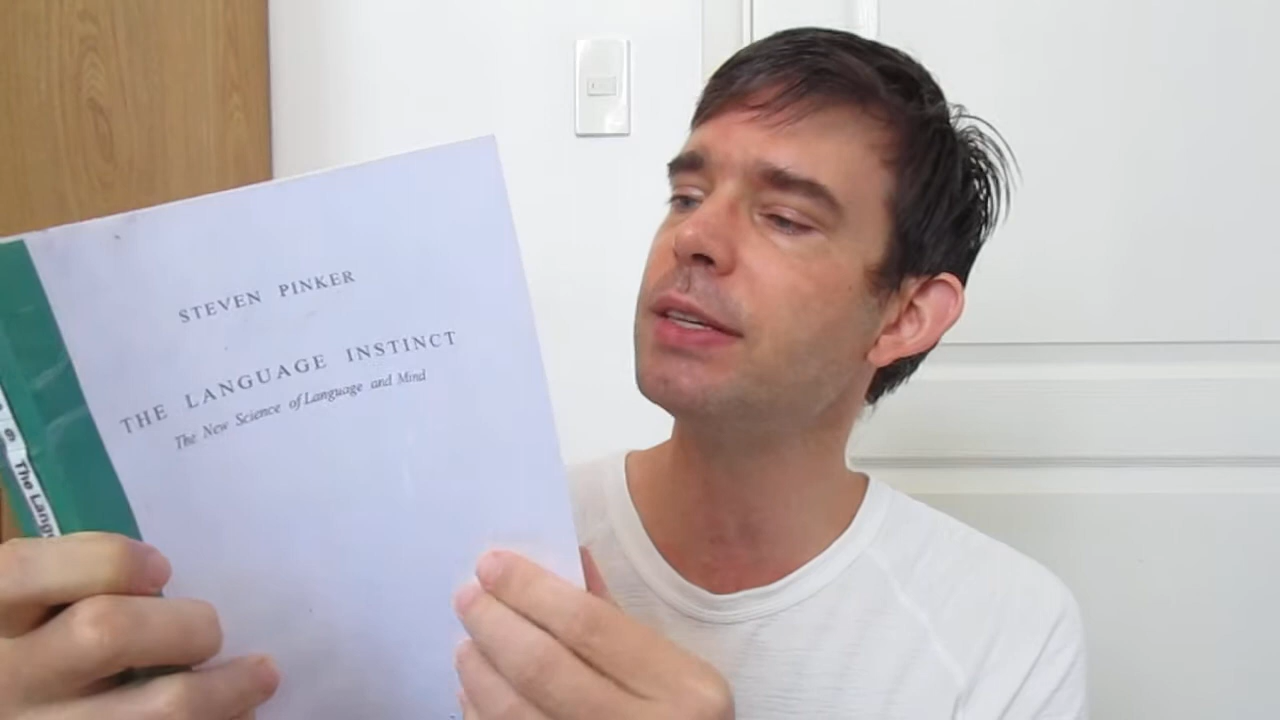 STEVEN PINKER
THE LANGUAGE INSTINCT
The New Science of Language and Mind
The Lang